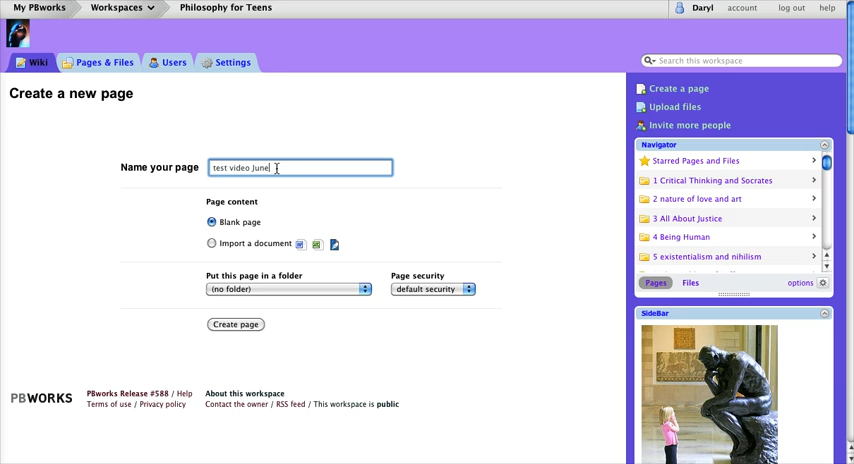 My PBworks Workspaces Philosophy for Teens Daryl account log out help
Wiki Pages & Files Users Settings Search this workspace
Create a new page
Name your page test video June
Page content
Blank page
Import a document
Put this page in a folder Page security
(no folder) default security
Create page
PBWORKS PBworks Release #588 / Help About this workspace
Terms of use / Privacy policy Contact the owner / RSS feed / This workspace is public
Create a page
Upload files
Invite more people
Navigator
Starred Pages and Files
1 Critical Thinking and Socrates
2 nature of love and art
3 All About Justice
4 Being Human
5 existentialism and nihilism
Pages Files options
SideBar